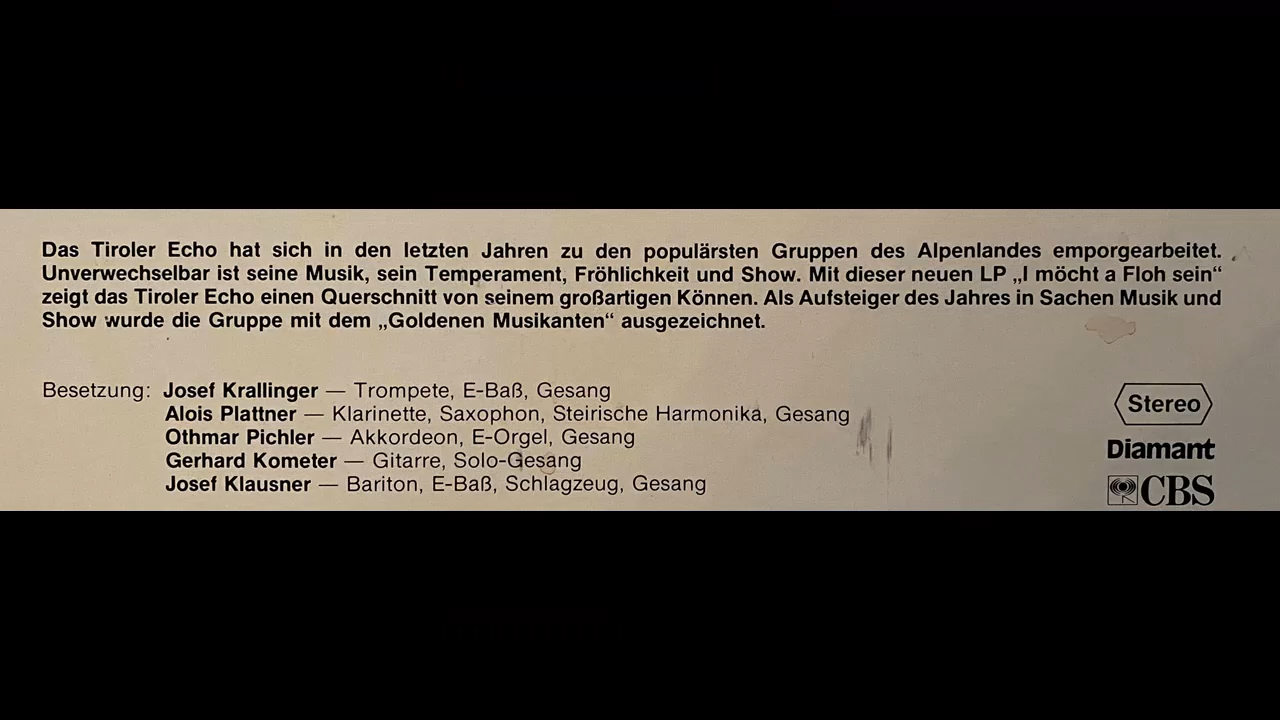 Das Tiroler Echo hat sich in den letzten Jahren zu den populärsten Gruppen des Alpenlandes emporgearbeitet.
Unverwechselbar ist seine Musik, sein Temperament, Fröhlichkeit und Show. Mit dieser neuen LP „I möcht a Floh sein“
zeigt das Tiroler Echo einen Querschnitt von seinem großartigen Können. Als Aufsteiger des Jahres in Sachen Musik und
Show wurde die Gruppe mit dem „Goldenen Musikanten“ ausgezeichnet.
Besetzung: Josef Krallinger — Trompete, E-Baß, Gesang
Alois Plattner — Klarinette, Saxophon, Steirische Harmonika, Gesang
Othmar Pichler — Akkordeon, E-Orgel, Gesang
Gerhard Kometer — Gitarre, Solo-Gesang
Josef Klausner — Bariton, E-Baß, Schlagzeug, Gesang
Stereo
Diamant
CBS